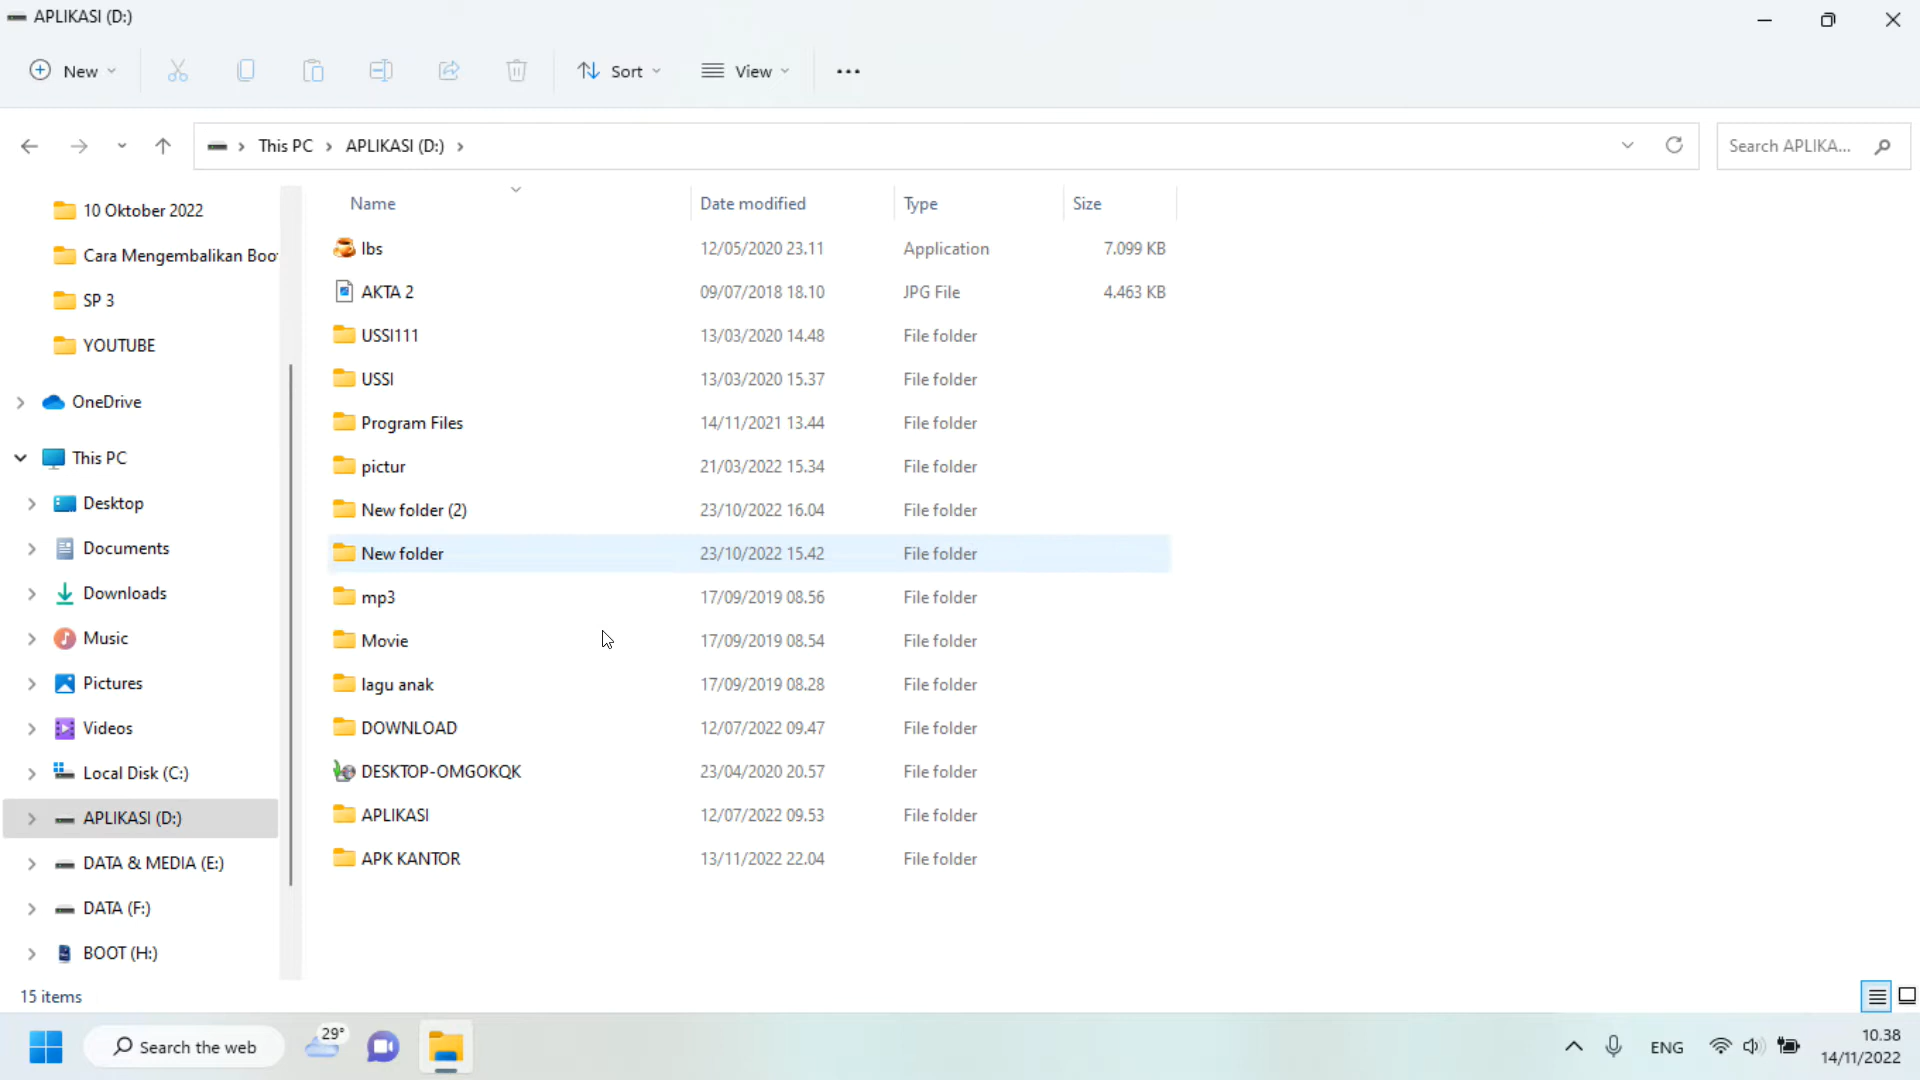 APLIKASI (D:)
New
Sort
View
This PC
APLIKASI (D:)
Search APLIKA...
10 Oktober 2022
Cara Mengembalikan Boo
SP 3
YOUTUBE
OneDrive
This PC
Desktop
Documents
Downloads
Music
Pictures
Videos
Local Disk (C:)
APLIKASI (D:)
DATA & MEDIA (E:)
DATA (F:)
BOOT (H:)
Name Date modified Type Size
lbs 12/05/2020 23.11 Application 7.099 KB
AKTA 2 09/07/2018 18.10 JPG File 4.463 KB
USSI111 13/03/2020 14.48 File folder
USSI 13/03/2020 15.37 File folder
Program Files 14/11/2021 13.44 File folder
pictur 21/03/2022 15.34 File folder
New folder (2) 23/10/2022 16.04 File folder
New folder 23/10/2022 15.42 File folder
mp3 17/09/2019 08.56 File folder
Movie 17/09/2019 08.54 File folder
lagu anak 17/09/2019 08.28 File folder
DOWNLOAD 12/07/2022 09.47 File folder
DESKTOP-OMGOKQK 23/04/2020 20.57 File folder
APLIKASI 12/07/2022 09.53 File folder
APK KANTOR 13/11/2022 22.04 File folder
15 items
Search the web
29°
ENG
10.38
14/11/2022